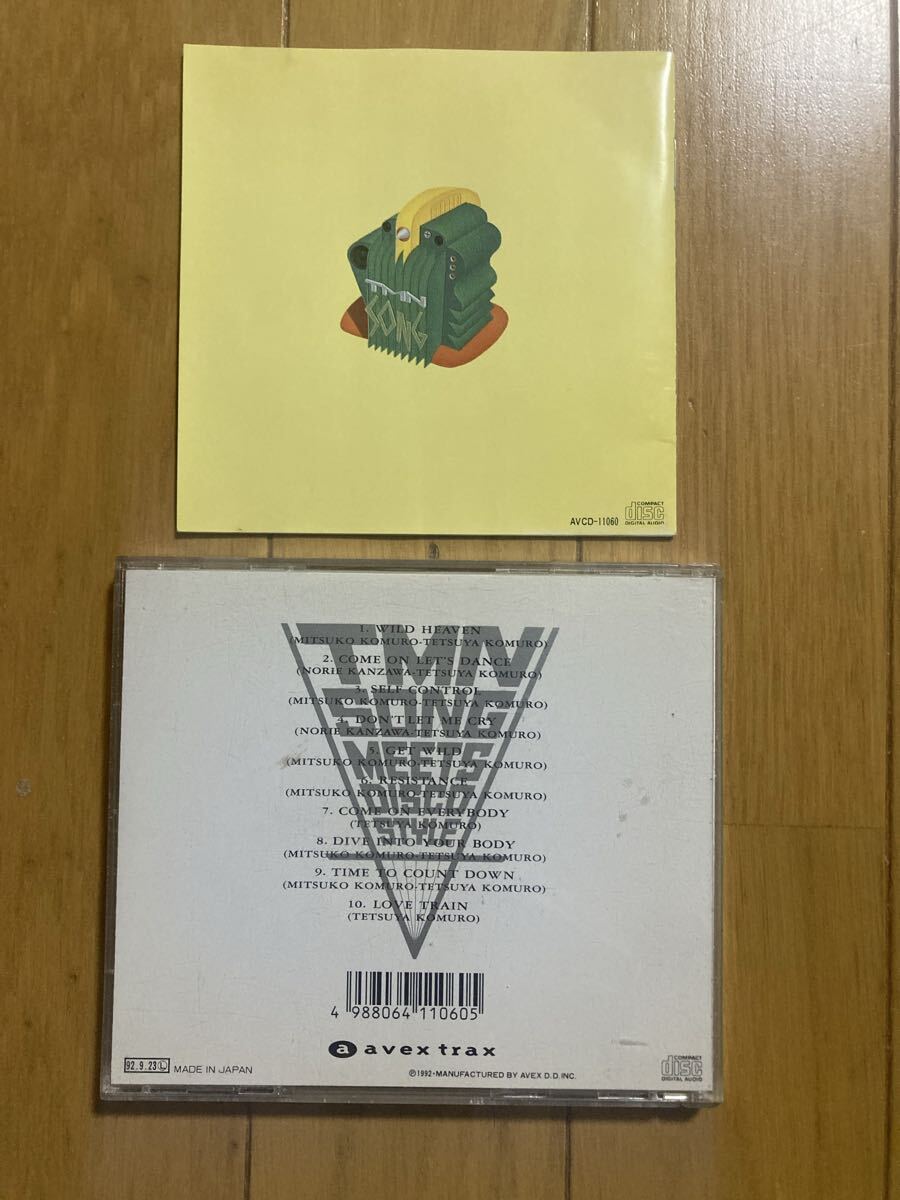 TMN
SONG
AVCD-11060
COMPACT
disc
DIGITAL AUDIO
TMN
SONG
MEETS
DISCO
STYLE
1. WILD HEAVEN
(MITSUKO KOMURO-TETSUYA KOMURO)
2. COME ON LET'S DANCE
(NORIE KANZAWA-TETSUYA KOMURO)
3. SELF CONTROL
(MITSUKO KOMURO-TETSUYA KOMURO)
4. DON'T LET ME CRY
(NORIE KANZAWA-TETSUYA KOMURO)
5. GET WILD
(MITSUKO KOMURO-TETSUYA KOMURO)
6. RESISTANCE
(MITSUKO KOMURO-TETSUYA KOMURO)
7. COME ON EVERYBODY
(TETSUYA KOMURO)
8. DIVE INTO YOUR BODY
(MITSUKO KOMURO-TETSUYA KOMURO)
9. TIME TO COUNT DOWN
(MITSUKO KOMURO-TETSUYA KOMURO)
10. LOVE TRAIN
(TETSUYA KOMURO)
4 988064 110605
a avex trax
92.9.23 L MADE IN JAPAN
℗1992·MANUFACTURED BY AVEX D.D. INC.
COMPACT
disc
DIGITAL AUDIO